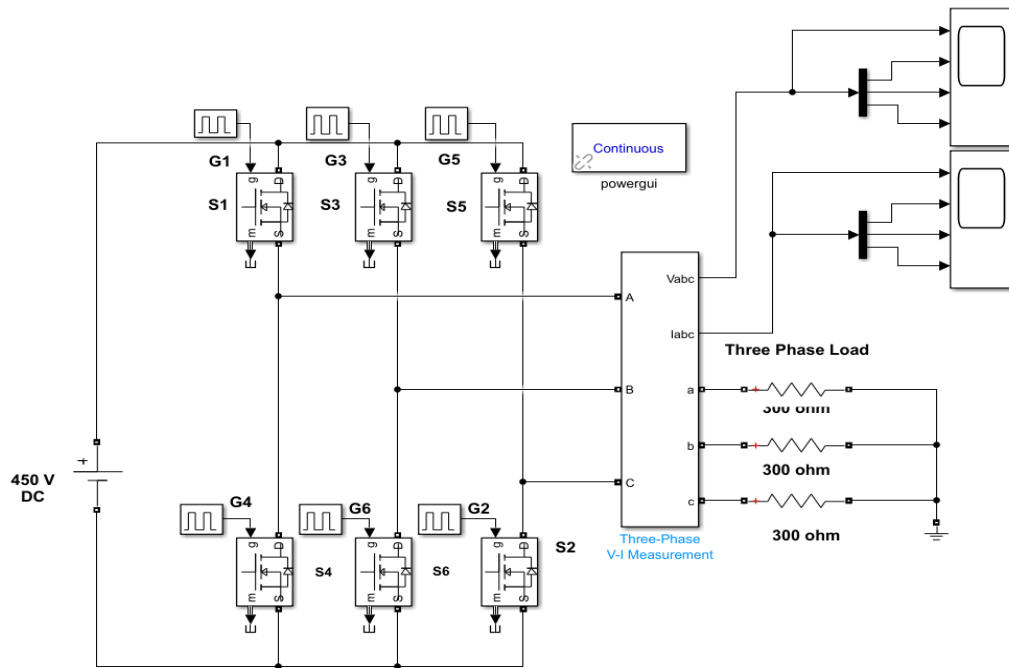 G1
G3
G5
g
D
m
S
S1
g
D
m
S
S3
g
D
m
S
S5
Continuous
powergui
Vabc
A
Iabc
Three Phase Load
a
+
300 ohm
B
b
+
300 ohm
C
c
+
300 ohm
Three-Phase
V-I Measurement
+
450 V
DC
G4
G6
G2
g
D
m
S
S4
g
D
m
S
S6
g
D
m
S
S2